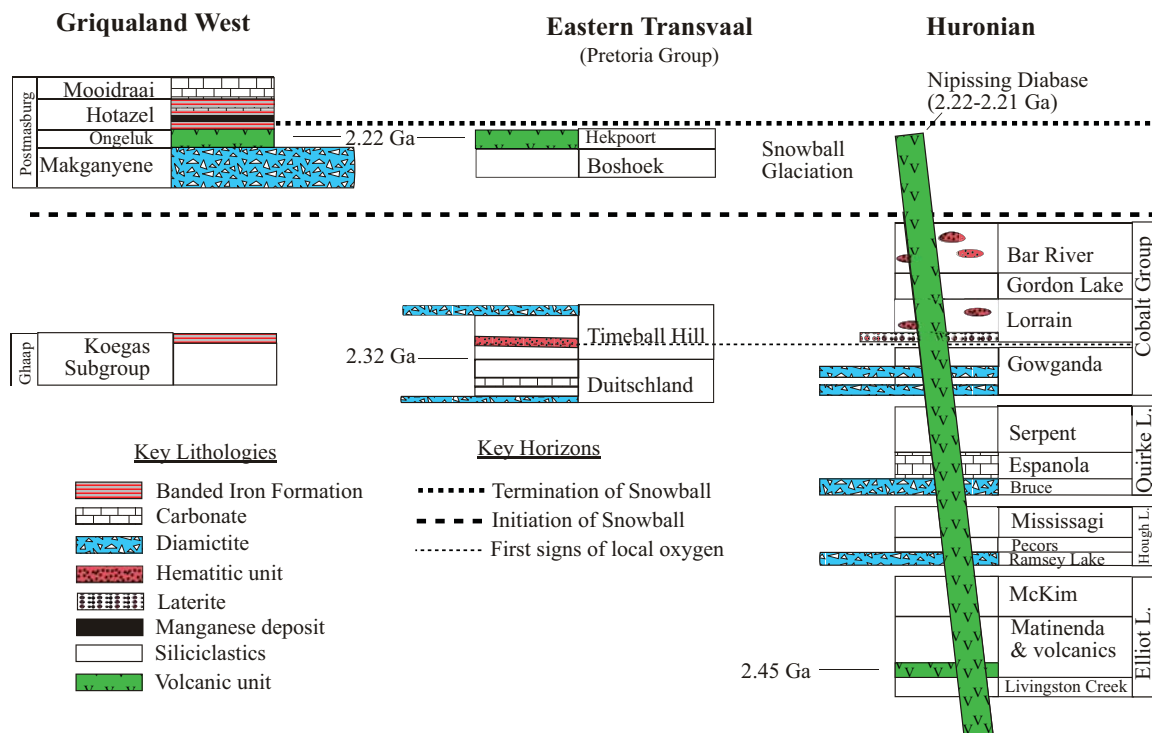 Griqualand West
Eastern Transvaal
(Pretoria Group)
Huronian
Nipissing Diabase
(2.22-2.21 Ga)
Postmasburg
Mooidraai
Hotazel
Ongeluk
Makganyene
2.22 Ga
Hekpoort
Boshoek
Snowball
Glaciation
Ghaap
Koegas
Subgroup
2.32 Ga
Timeball Hill
Duitschland
Bar River
Gordon Lake
Lorrain
Gowganda
Cobalt Group
Serpent
Espanola
Bruce
Quirke L.
Mississagi
Pecors
Ramsey Lake
Hough L.
McKim
Matinenda
& volcanics
Livingston Creek
Elliot L.
2.45 Ga
Key Lithologies
Banded Iron Formation
Carbonate
Diamictite
Hematitic unit
Laterite
Manganese deposit
Siliciclastics
Volcanic unit
Key Horizons
Termination of Snowball
Initiation of Snowball
First signs of local oxygen